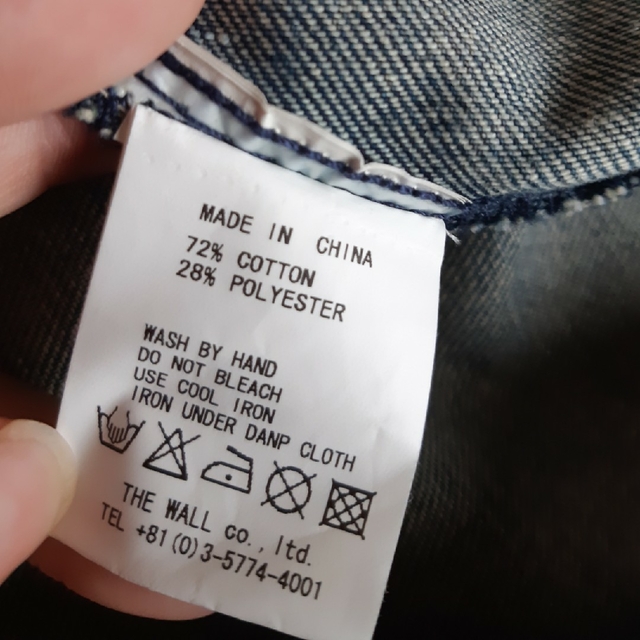 MADE IN CHINA
72% COTTON
28% POLYESTER
WASH BY HAND
DO NOT BLEACH
USE COOL IRON
IRON UNDER DANP CLOTH
THE WALL co., ltd.
TEL +81(0)3-5774-4001